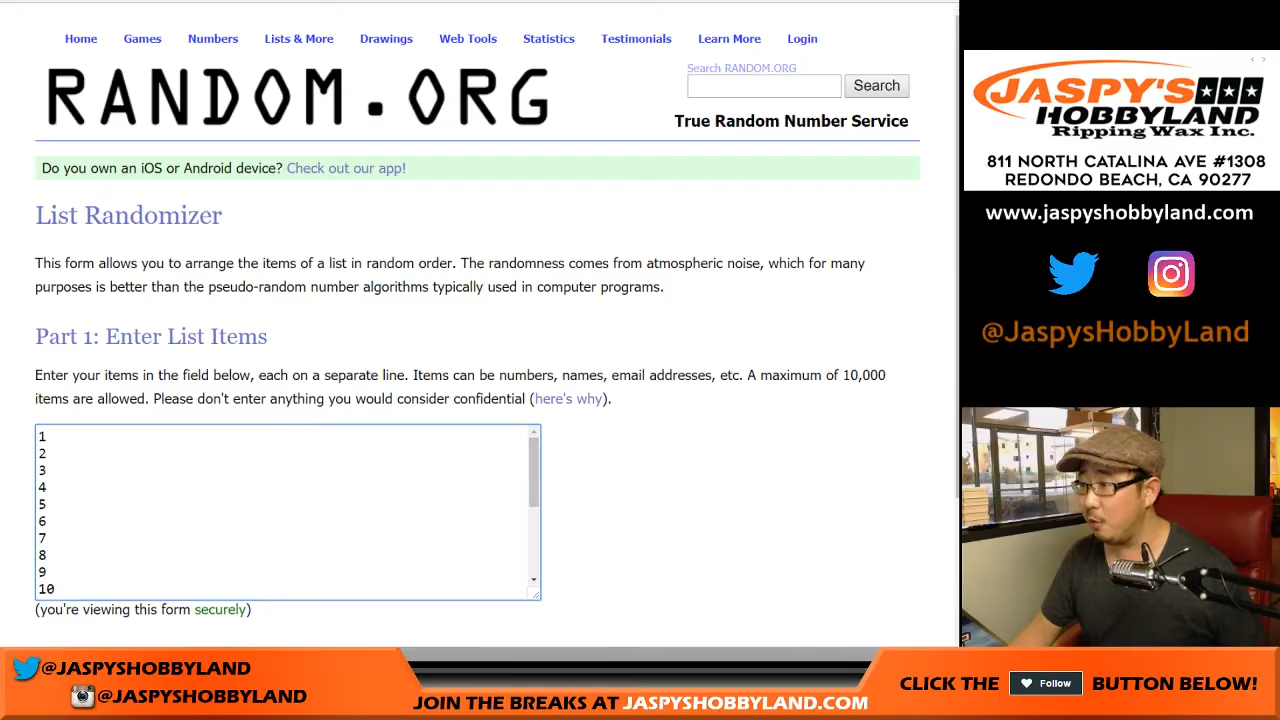 Home Games Numbers Lists & More Drawings Web Tools Statistics Testimonials Learn More Login
RANDOM.ORG
Search RANDOM.ORG
Search
True Random Number Service
Do you own an iOS or Android device? Check out our app!
List Randomizer
This form allows you to arrange the items of a list in random order. The randomness comes from atmospheric noise, which for many
purposes is better than the pseudo-random number algorithms typically used in computer programs.
Part 1: Enter List Items
Enter your items in the field below, each on a separate line. Items can be numbers, names, email addresses, etc. A maximum of 10,000
items are allowed. Please don't enter anything you would consider confidential (here's why).
1
2
3
4
5
6
7
8
9
10
(you're viewing this form securely)
JASPY'S
HOBBYLAND
Ripping Wax Inc.
811 NORTH CATALINA AVE #1308
REDONDO BEACH, CA 90277
www.jaspyshobbyland.com
@JaspysHobbyLand
@JASPYSHOBBYLAND
@JASPYSHOBBYLAND
JOIN THE BREAKS AT JASPYSHOBBYLAND.COM
CLICK THE Follow BUTTON BELOW!